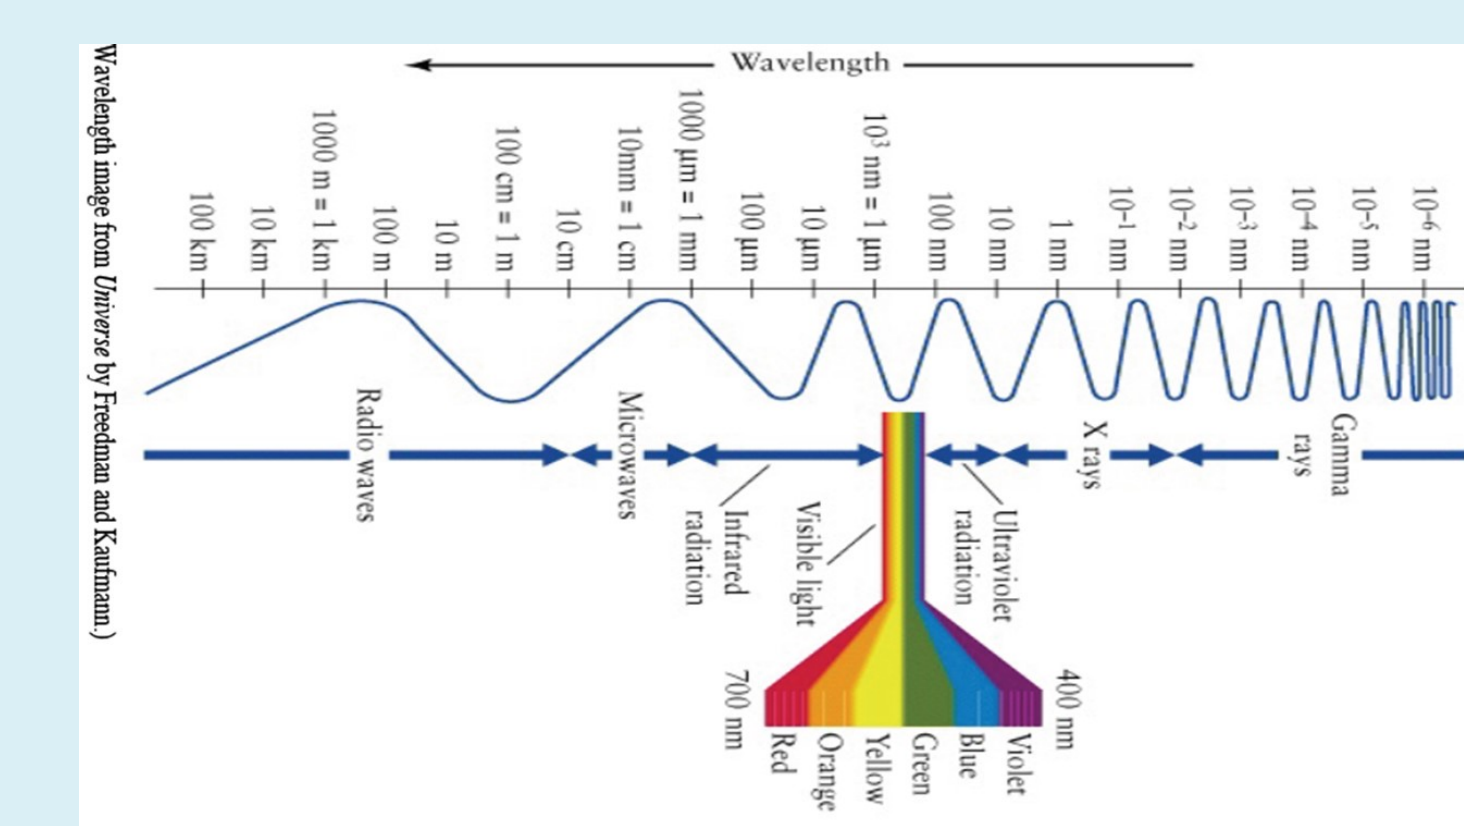 Wavelength
100 km
10 km
1000 m = 1 km
100 m
10 m
100 cm = 1 m
10 cm
10mm = 1 cm
1000 µm = 1 mm
100 µm
10 µm
10³ nm = 1 µm
100 nm
10 nm
1 nm
10-1 nm
10-2 nm
10-3 nm
10-4 nm
10-5 nm
10-6 nm
Radio waves
Microwaves
Infrared
radiation
Visible light
Ultraviolet
radiation
X rays
Gamma
rays
700 nm
400 nm
Red
Orange
Yellow
Green
Blue
Violet
Wavelength image from Universe by Freedman and Kaufmann.)